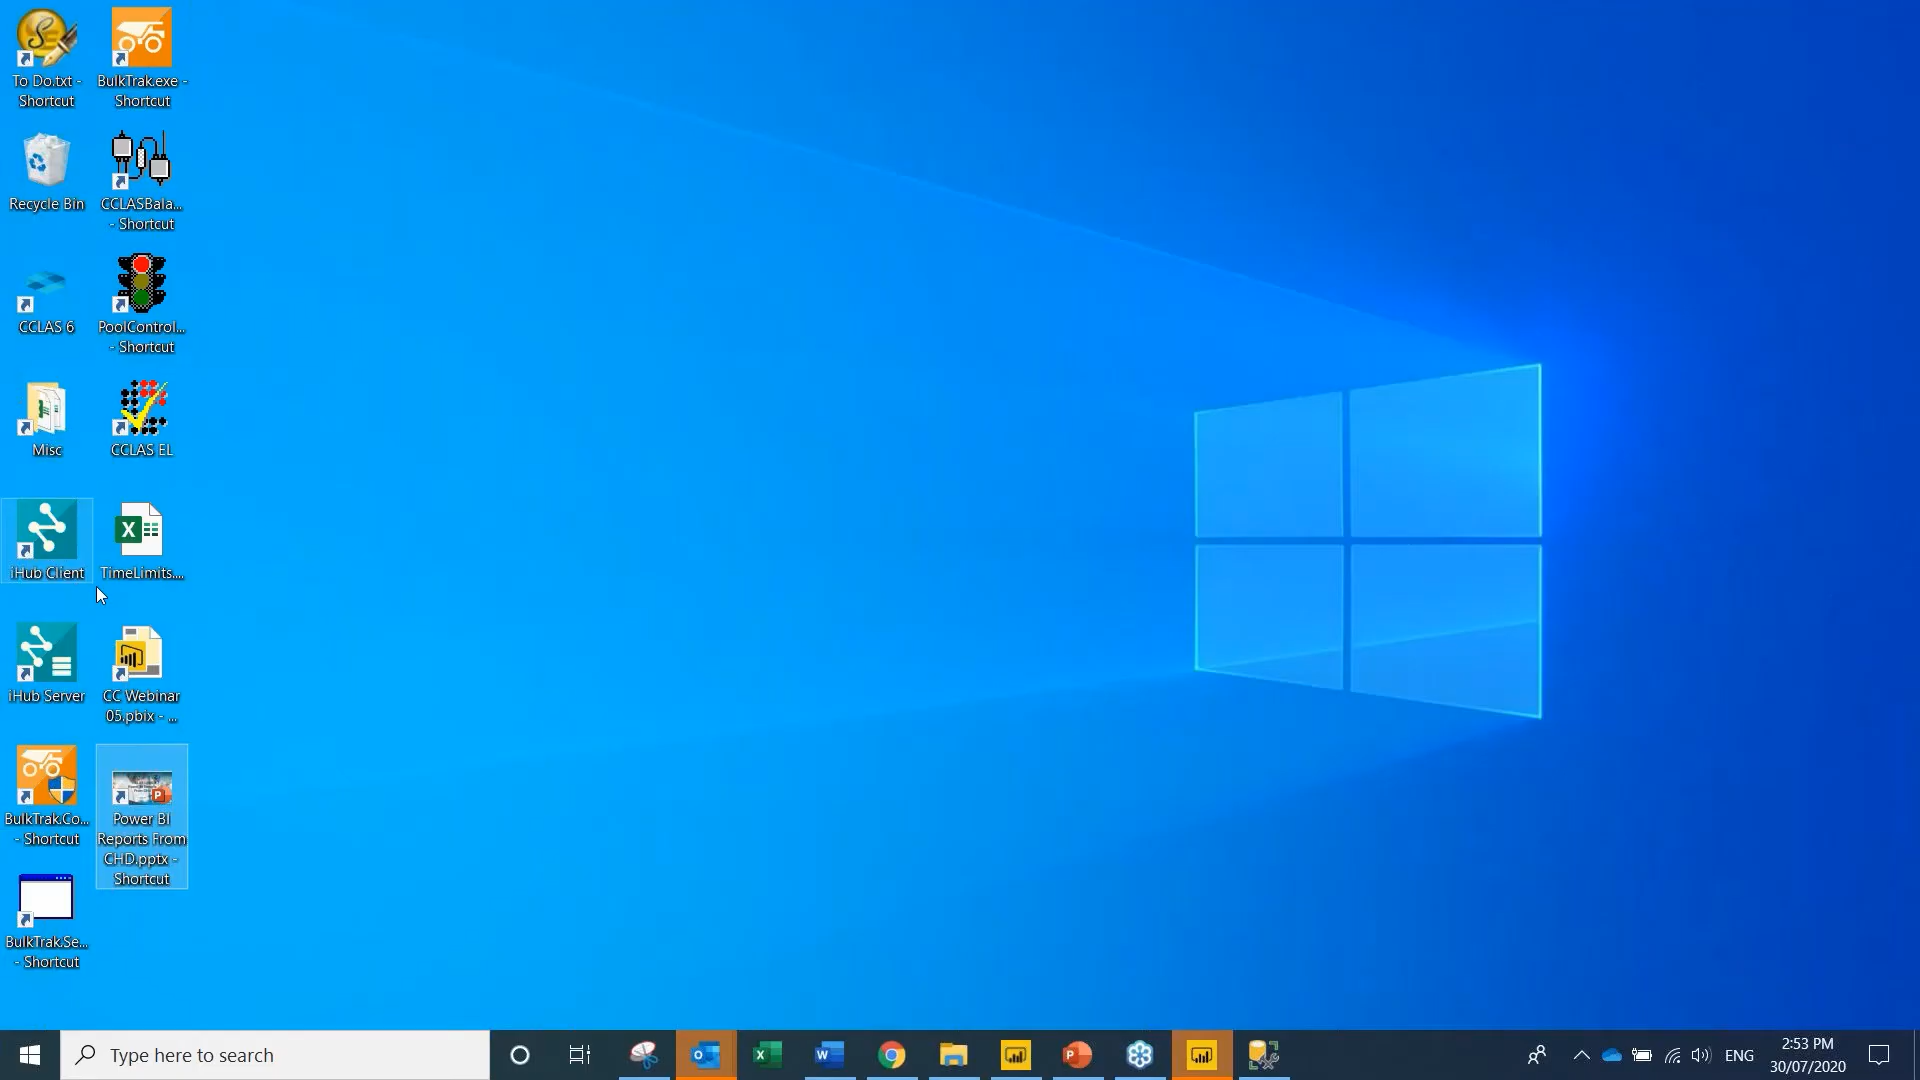 To Do.txt -
Shortcut
BulkTrak.exe -
Shortcut
Recycle Bin
CCLASBala...
- Shortcut
CCLAS 6
PoolControl...
- Shortcut
Misc
CCLAS EL
iHub Client
TimeLimits....
iHub Server
CC Webinar
05.pbix - ...
BulkTrak.Co...
- Shortcut
Power BI
Reports From
CHD.pptx -
Shortcut
BulkTrak.Se...
- Shortcut
Type here to search
ENG
2:53 PM
30/07/2020